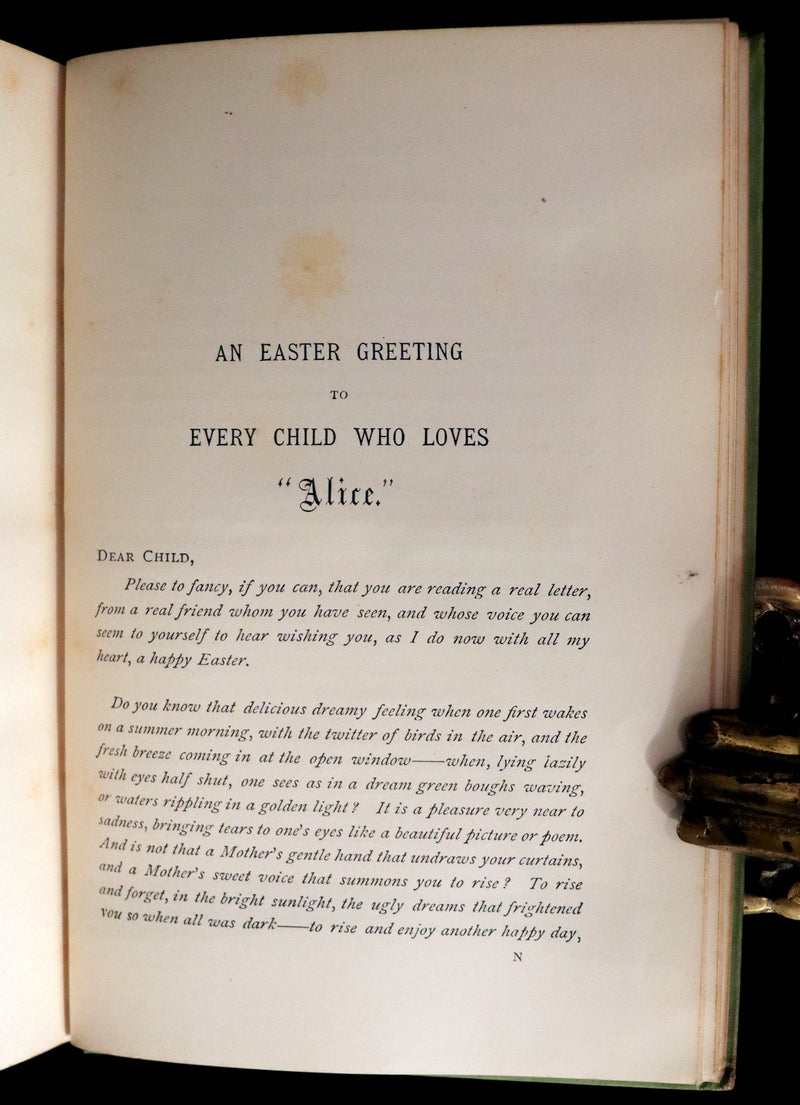 AN EASTER GREETING
TO
EVERY CHILD WHO LOVES
“Alice.”
DEAR CHILD,
Please to fancy, if you can, that you are reading a real letter,
from a real friend whom you have seen, and whose voice you can
seem to yourself to hear wishing you, as I do now with all my
heart, a happy Easter.
Do you know that delicious dreamy feeling when one first wakes
on a summer morning, with the twitter of birds in the air, and the
fresh breeze coming in at the open window——when, lying lazily
with eyes half shut, one sees as in a dream green boughs waving,
or waters rippling in a golden light? It is a pleasure very near to
sadness, bringing tears to one's eyes like a beautiful picture or poem.
And is not that a Mother's gentle hand that undraws your curtains,
and a Mother's sweet voice that summons you to rise? To rise
and forget, in the bright sunlight, the ugly dreams that frightened
you so when all was dark——to rise and enjoy another happy day,
N